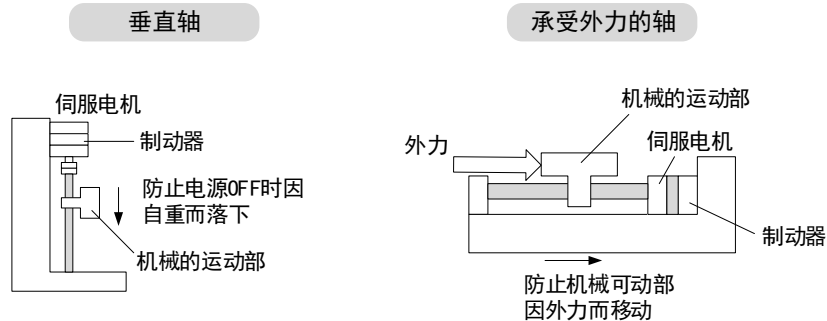 垂直轴
伺服电机
制动器
防止电源OFF时因
自重而落下
机械的运动部
承受外力的轴
机械的运动部
外力
伺服电机
制动器
防止机械可动部
因外力而移动